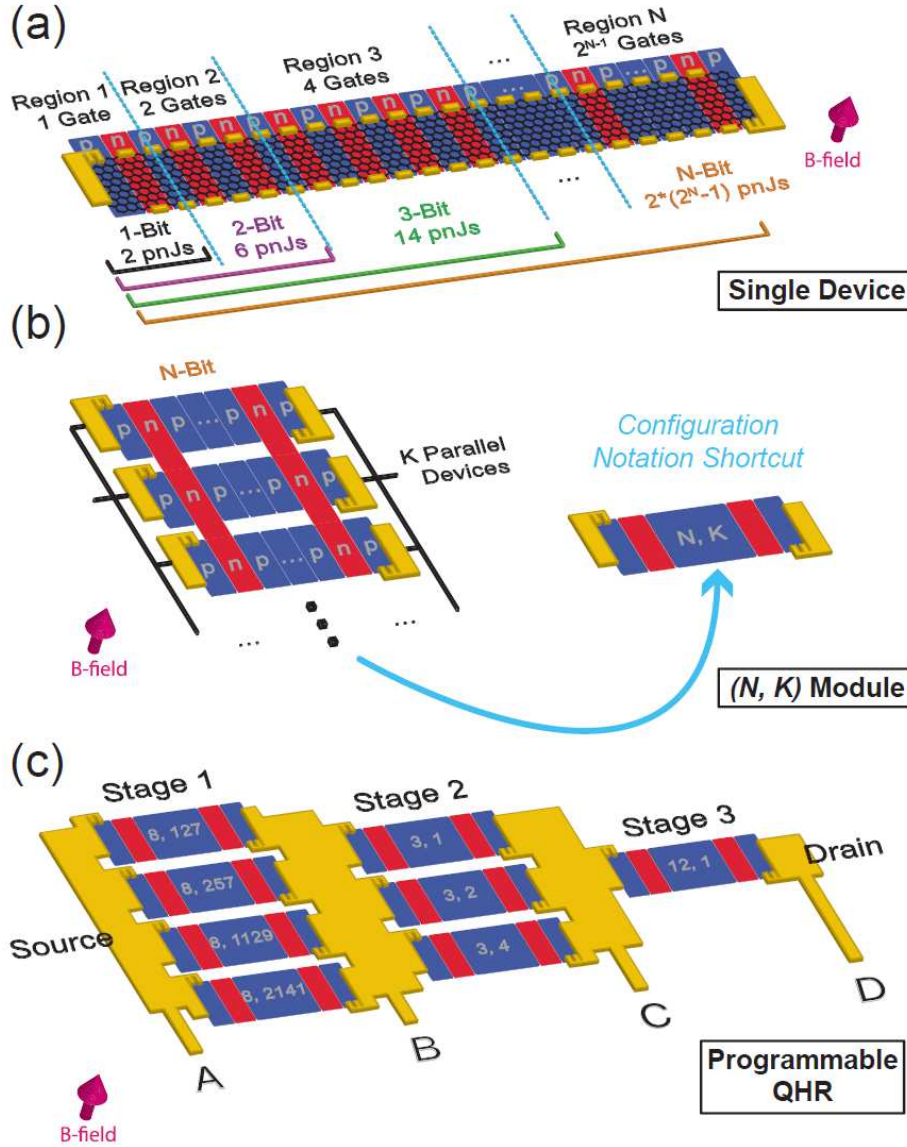 (a)
Region 1
1 Gate
Region 2
2 Gates
Region 3
4 Gates
...
Region N
2^{N-1} Gates
p n p n p n p n p n p n p n p ... p n p ... p n p
B-field
1-Bit
2 pnJs
2-Bit
6 pnJs
3-Bit
14 pnJs
...
N-Bit
2*(2^N-1) pnJs
Single Device
(b)
N-Bit
p n p ... p n p
p n p ... p n p
p n p ... p n p
K Parallel
Devices
... ...
B-field
Configuration
Notation Shortcut
N, K
(N, K) Module
(c)
Stage 1
Stage 2
Stage 3
8, 127
8, 257
8, 1129
8, 2141
3, 1
3, 2
3, 4
12, 1
Source
Drain
A
B
C
D
B-field
Programmable
QHR